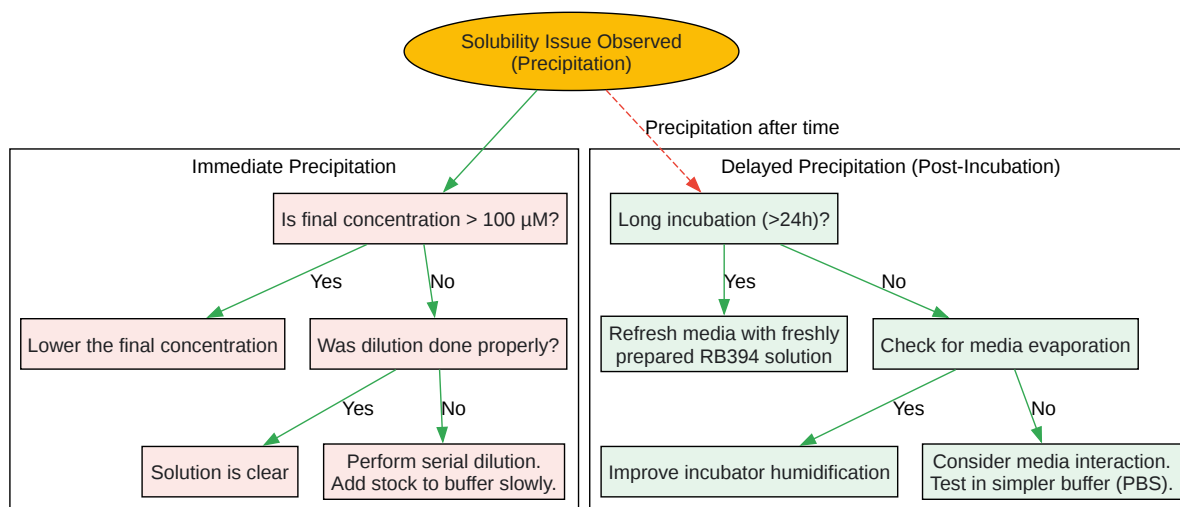 Solubility Issue Observed
(Precipitation)
Precipitation after time
Immediate Precipitation
Delayed Precipitation (Post-Incubation)
Is final concentration > 100 µM?
Long incubation (>24h)?
Yes
No
Yes
No
Lower the final concentration
Was dilution done properly?
Refresh media with freshly
prepared RB394 solution
Check for media evaporation
Yes
No
Yes
No
Solution is clear
Perform serial dilution.
Add stock to buffer slowly.
Improve incubator humidification
Consider media interaction.
Test in simpler buffer (PBS).